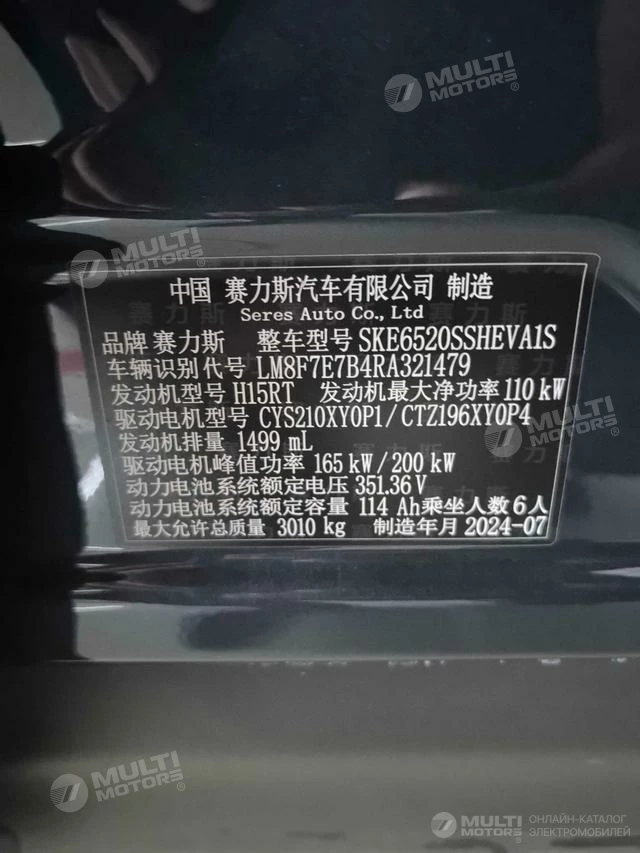 MULTI
MOTORS®
MULTI
MOTORS®
中国 赛力斯汽车有限公司 制造
Seres Auto Co., Ltd
品牌 赛力斯 整车型号 SKE6520SSHEVA1S
车辆识别代号 LM8F7E7B4RA321479
发动机型号 H15RT 发动机最大净功率 110 kW
驱动电机型号 CYS210XY0P1 / CTZ196XY0P4
发动机排量 1499 mL
驱动电机峰值功率 165 kW / 200 kW
动力电池系统额定电压 351.36 V
动力电池系统额定容量 114 Ah 乘坐人数 6 人
最大允许总质量 3010 kg 制造年月 2024-07
MULTI
MOTORS®
MULTI
MOTORS®
ОНЛАЙН-КАТАЛОГ
ЭЛЕКТРОМОБИЛЕЙ